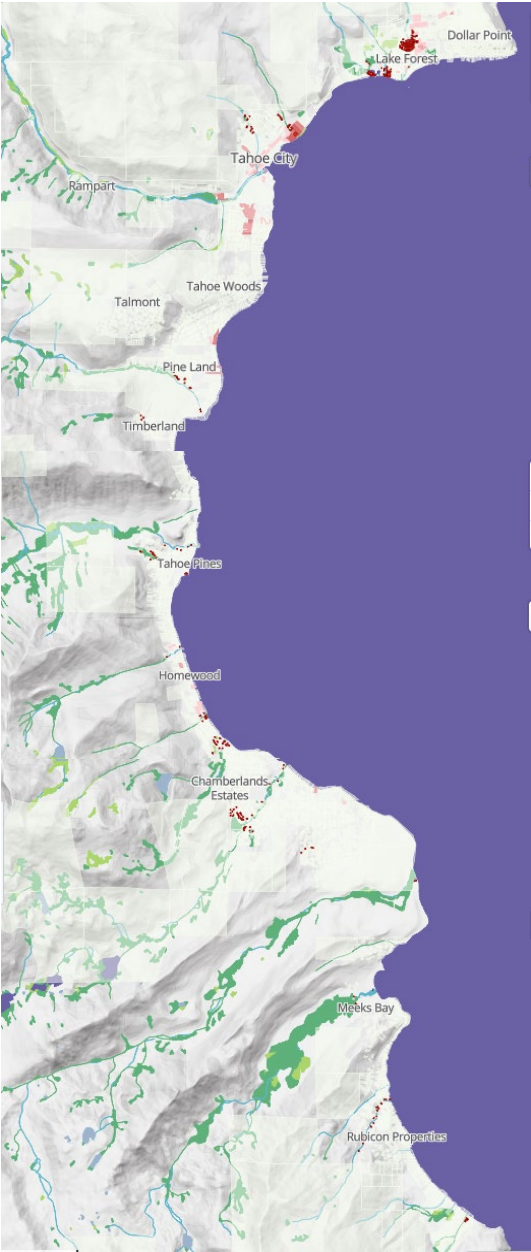 Dollar Point
Lake Forest
Tahoe City
Rampart
Tahoe Woods
Talmont
Pine Land
Timberland
Tahoe Pines
Homewood
Chamberlands
Estates
Meeks Bay
Rubicon Properties